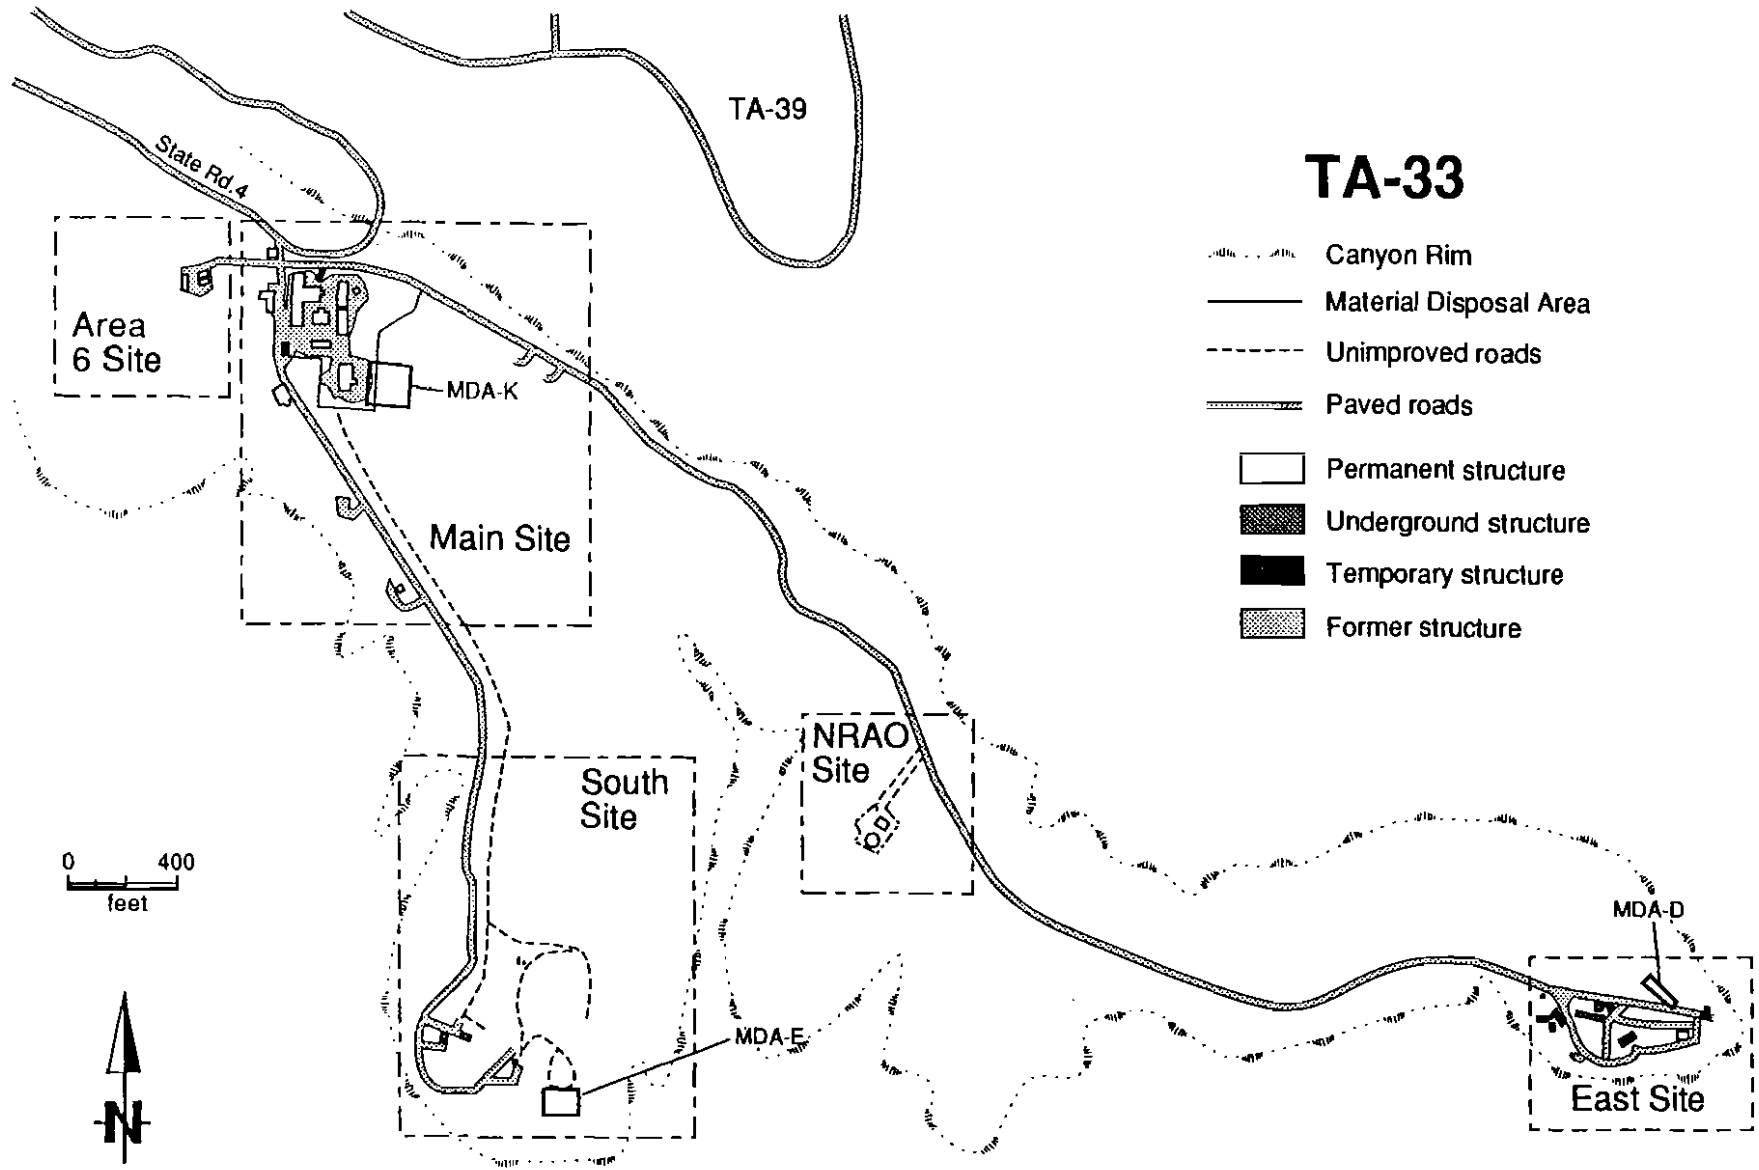 TA-39
State Rd.4
TA-33
Canyon Rim
Material Disposal Area
Unimproved roads
Paved roads
Permanent structure
Underground structure
Temporary structure
Former structure
Area
6 Site
MDA-K
Main Site
NRAO
Site
South
Site
0 400
feet
MDA-D
MDA-E
East Site
N